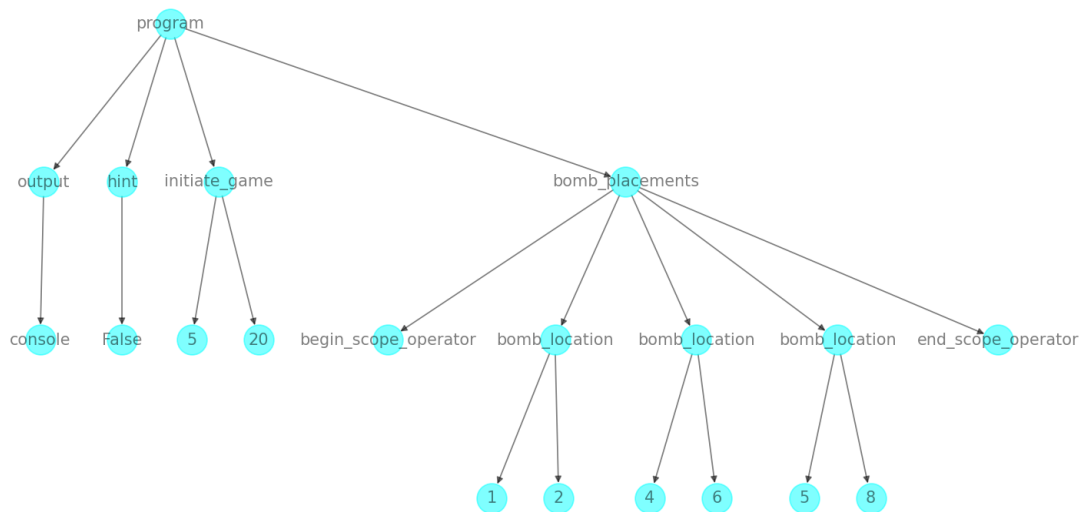 program
output hint initiate_game bomb_placements
console False 5 20 begin_scope_operator bomb_location bomb_location bomb_location end_scope_operator
1 2 4 6 5 8